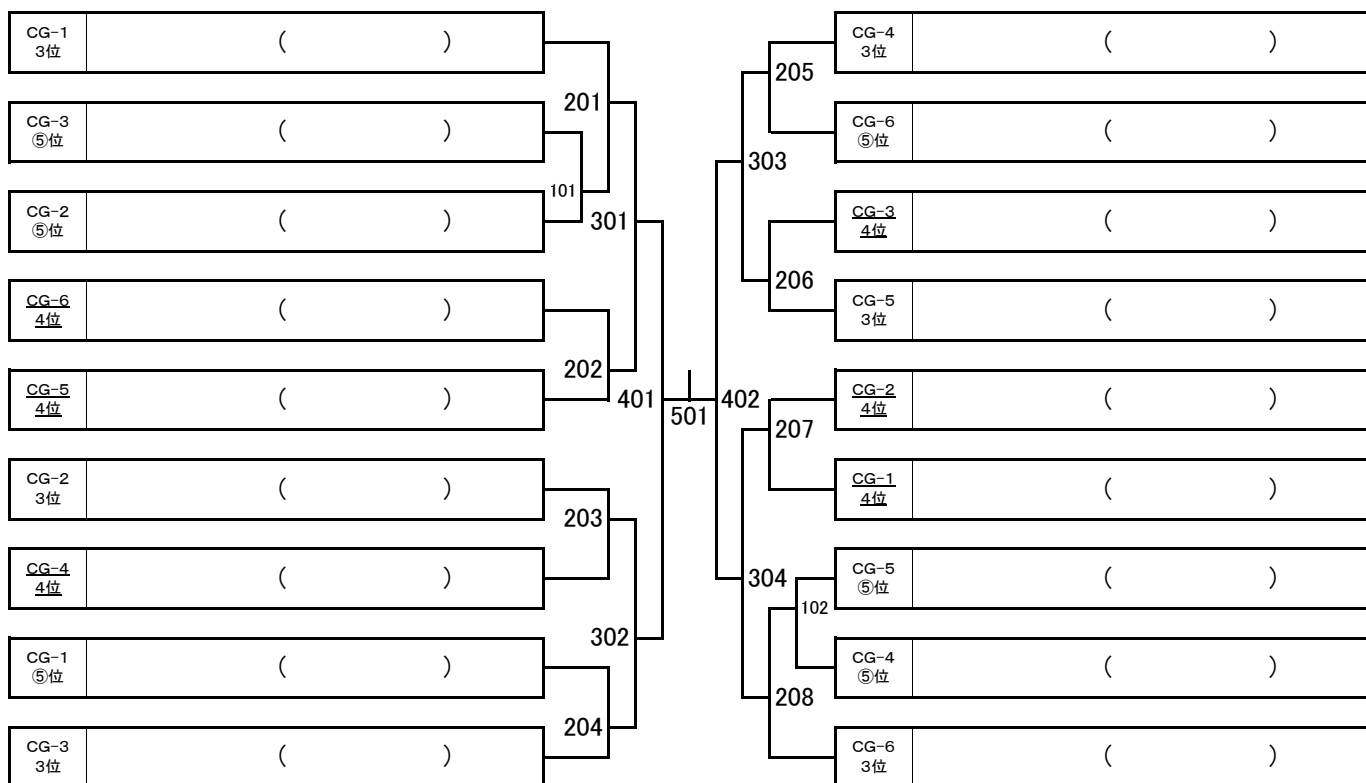 CG-1
3位
( )
CG-3
⑤位
( )
CG-2
⑤位
( )
CG-6
4位
( )
CG-5
4位
( )
CG-2
3位
( )
CG-4
4位
( )
CG-1
⑤位
( )
CG-3
3位
( )
101
201
202
203
204
301
302
401
501
402
303
304
205
206
207
208
102
CG-4
3位
( )
CG-6
⑤位
( )
CG-3
4位
( )
CG-5
3位
( )
CG-2
4位
( )
CG-1
4位
( )
CG-5
⑤位
( )
CG-4
⑤位
( )
CG-6
3位
( )